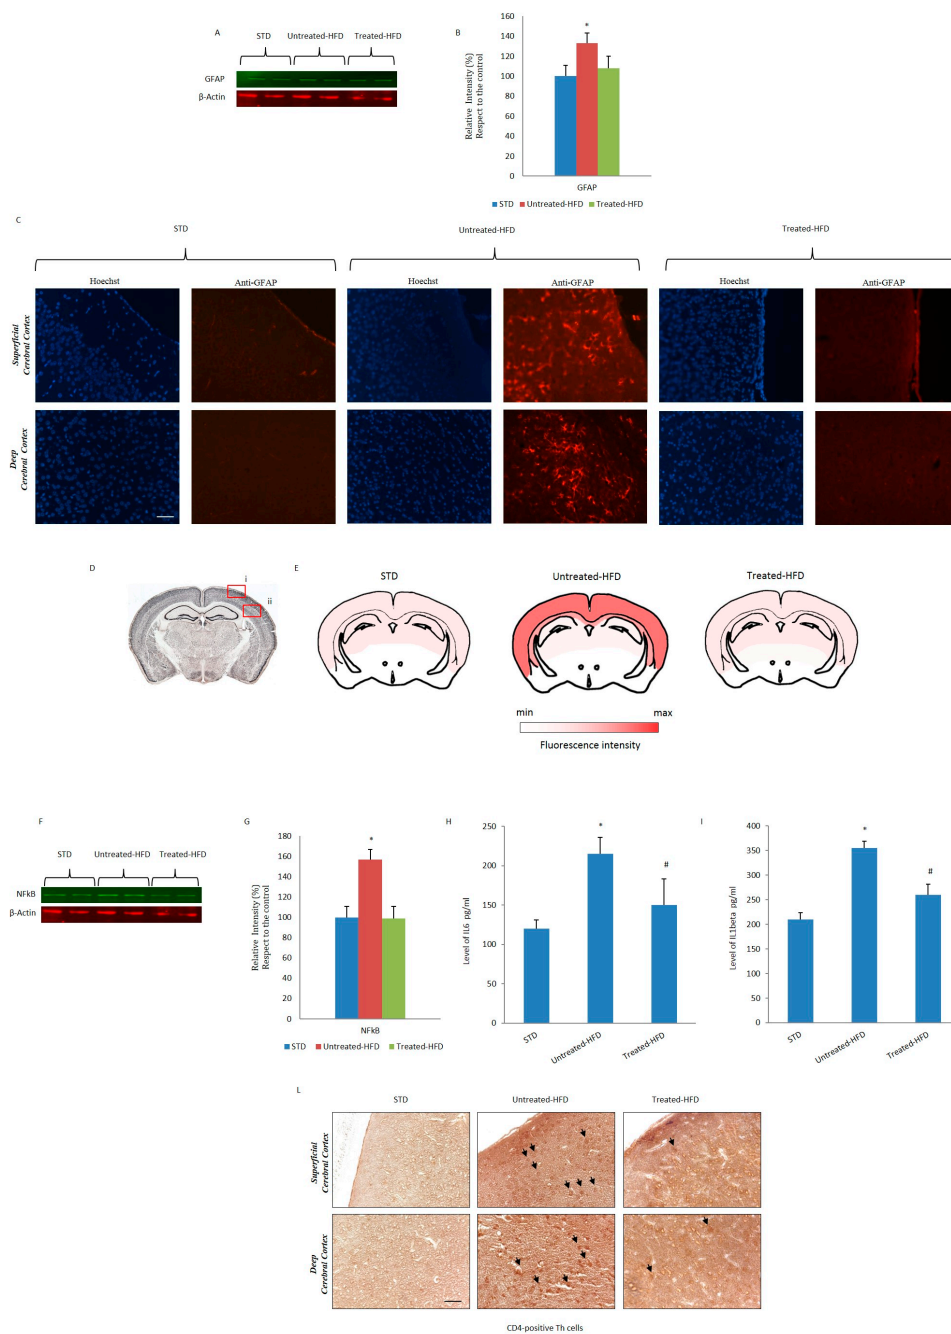 A
STD Untreated-HFD Treated-HFD
GFAP
β-Actin
B
Relative Intensity (%)
Respect to the control
160
140
120
100
80
60
40
20
0
*
GFAP
STD Untreated-HFD Treated-HFD
C
STD Untreated-HFD Treated-HFD
Hoechst Anti-GFAP Hoechst Anti-GFAP Hoechst Anti-GFAP
Superficial
Cerebral Cortex
Deep
Cerebral Cortex
D
i
ii
E
STD Untreated-HFD Treated-HFD
min max
Fluorescence intensity
F
STD Untreated-HFD Treated-HFD
NFkB
β-Actin
G
Relative Intensity (%)
Respect to the control
180
160
140
120
100
80
60
40
20
0
*
NFkB
STD Untreated-HFD Treated-HFD
H
Level of IL6 pg/ml
250
200
150
100
50
0
*
#
STD Untreated-HFD Treated-HFD
I
Level of IL1beta pg/ml
400
350
300
250
200
150
100
50
0
*
#
STD Untreated-HFD Treated-HFD
L
STD Untreated-HFD Treated-HFD
Superficial
Cerebral Cortex
Deep
Cerebral Cortex
CD4-positive Th cells